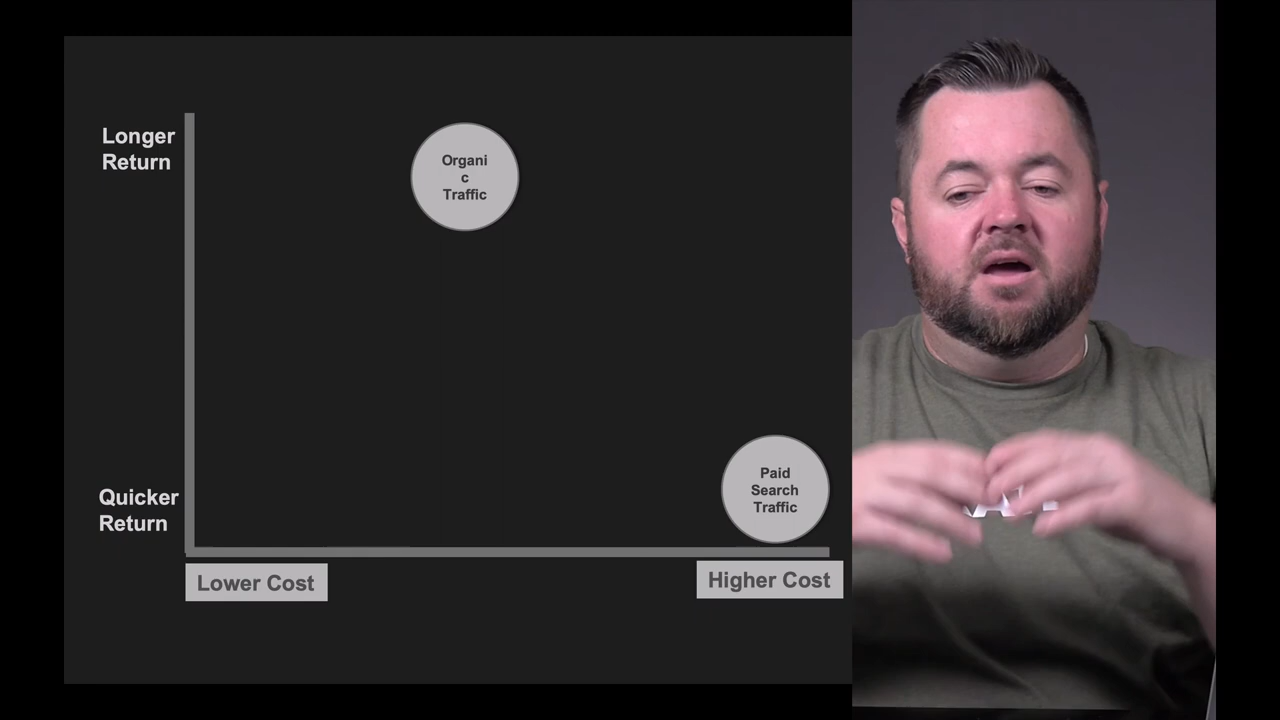 Longer
Return
Organi
c
Traffic
Quicker
Return
Paid
Search
Traffic
Lower Cost
Higher Cost